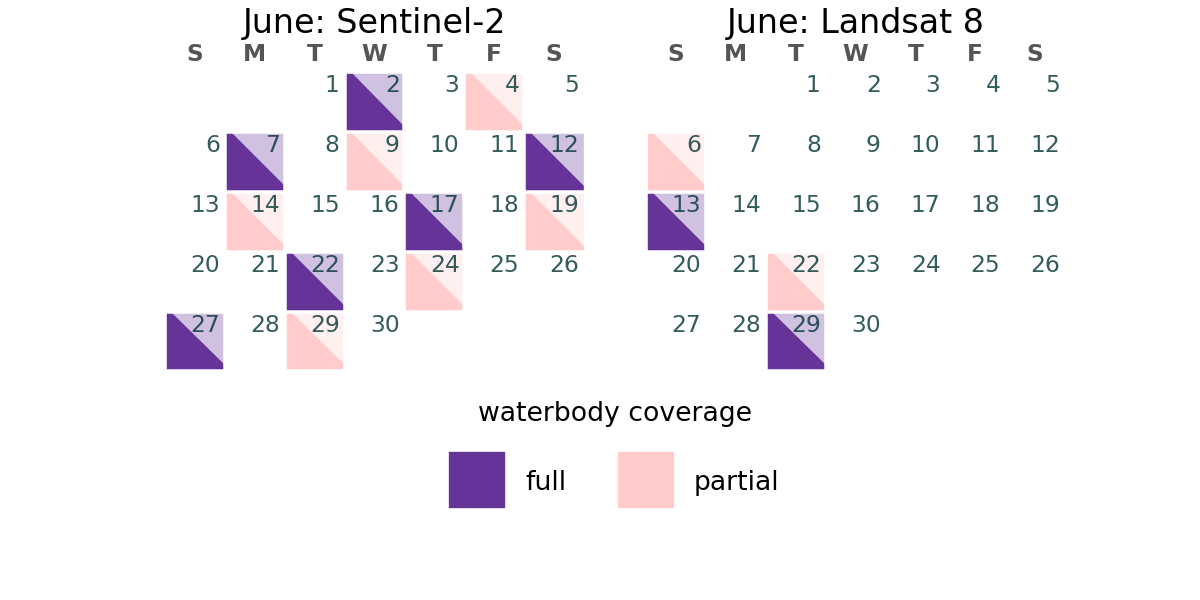 June: Sentinel-2
S M T W T F S
1 2 3 4 5
6 7 8 9 10 11 12
13 14 15 16 17 18 19
20 21 22 23 24 25 26
27 28 29 30
June: Landsat 8
S M T W T F S
1 2 3 4 5
6 7 8 9 10 11 12
13 14 15 16 17 18 19
20 21 22 23 24 25 26
27 28 29 30
waterbody coverage
full partial